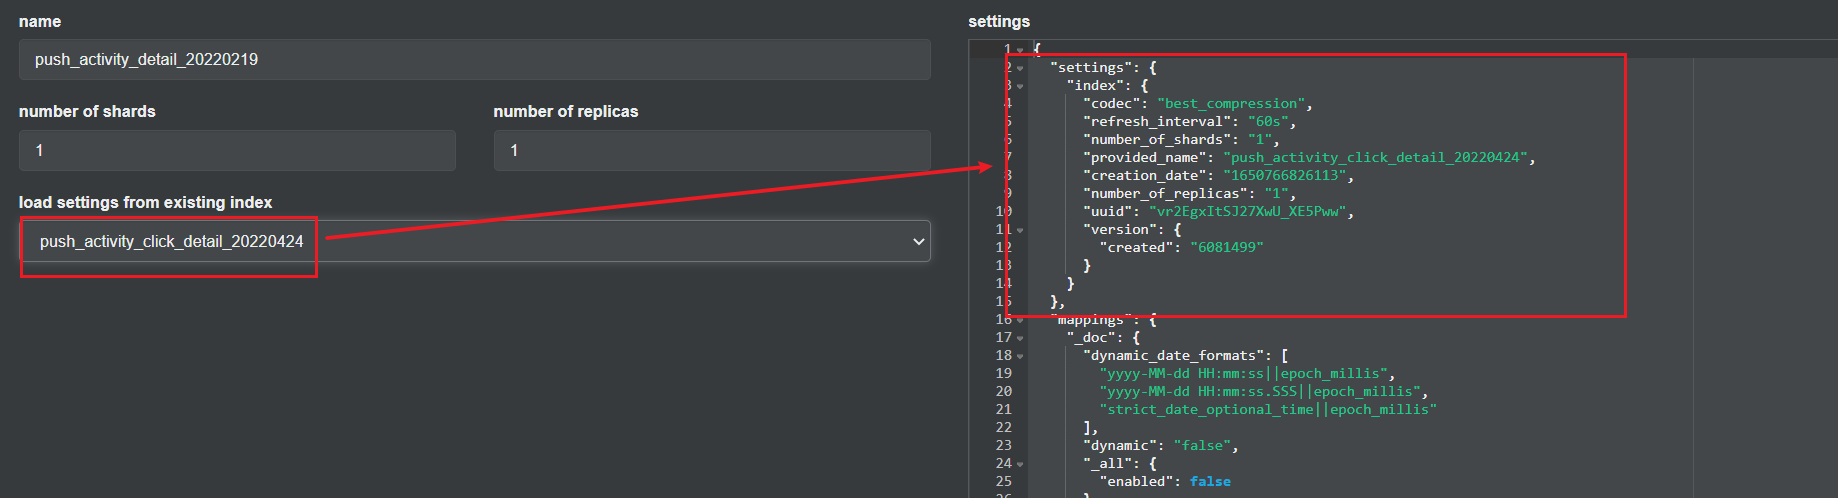 name
push_activity_detail_20220219
number of shards
number of replicas
1
1
load settings from existing index
push_activity_click_detail_20220424
settings
1 {
2 "settings": {
3 "index": {
4 "codec": "best_compression",
5 "refresh_interval": "60s",
6 "number_of_shards": "1",
7 "provided_name": "push_activity_click_detail_20220424",
8 "creation_date": "1650766826113",
9 "number_of_replicas": "1",
10 "uuid": "vr2EgxItSJ27XwU_XE5Pww",
11 "version": {
12 "created": "6081499"
13 }
14 }
15 },
16 "mappings": {
17 "_doc": {
18 "dynamic_date_formats": [
19 "yyyy-MM-dd HH:mm:ss||epoch_millis",
20 "yyyy-MM-dd HH:mm:ss.SSS||epoch_millis",
21 "strict_date_optional_time||epoch_millis"
22 ],
23 "dynamic": "false",
24 "_all": {
25 "enabled": false
26 }